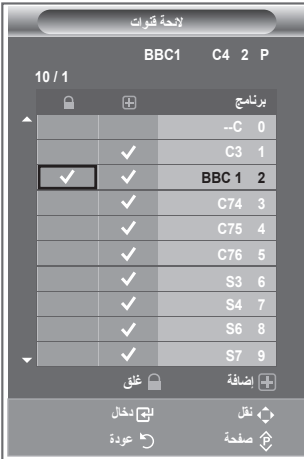 لائحة قنوات
P 2 C4 BBC1
10 / 1
برنامج
0 C--
1 C3
2 BBC 1
3 C74
4 C75
5 C76
6 S3
7 S4
8 S6
9 S7
إضافة غلق
نقل إدخال
صفحة عودة